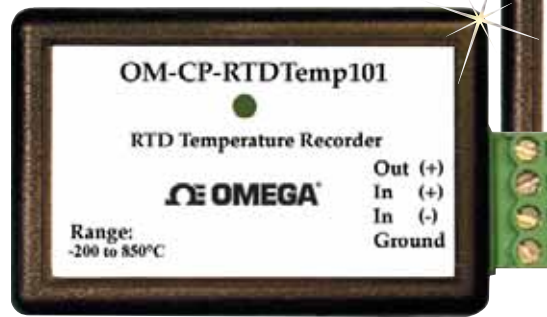 OM-CP-RTDTemp101
RTD Temperature Recorder
ΩE OMEGA®
Out (+)
In (+)
In (-)
Ground
Range:
-200 to 850°C